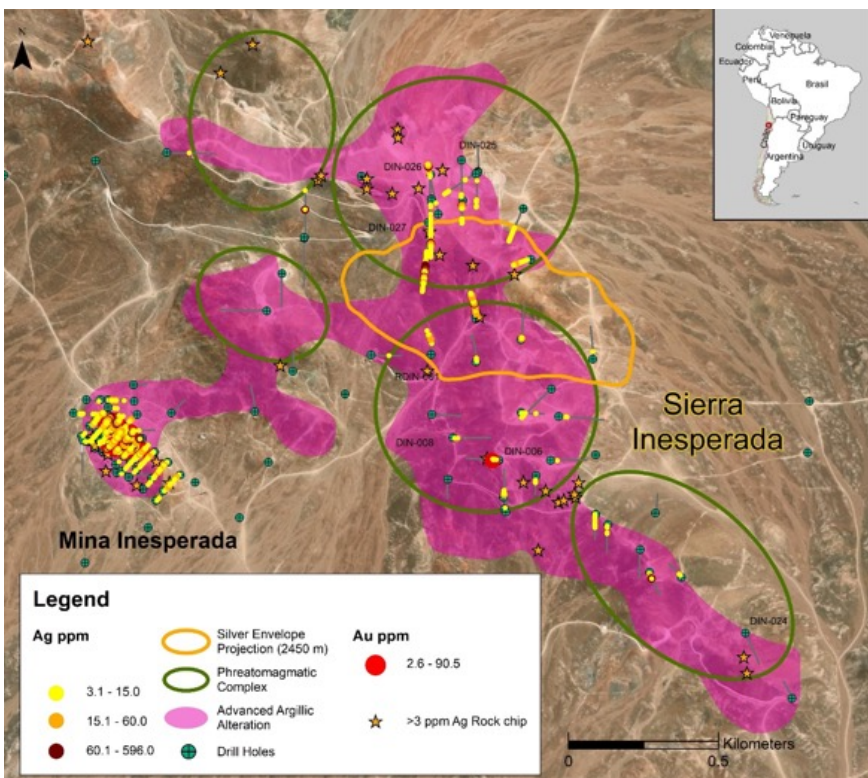 N
Colombia
Venezuela
Ecuador
Perú
Brasil
Bolivia
Paraguay
Chile
Uruguay
Argentina
DIN-025
DIN-026
DIN-027
DIN-008
DIN-006
Sierra
Inesperada
Mina Inesperada
DIN-024
Legend
Ag ppm
3.1 - 15.0
15.1 - 60.0
60.1 - 596.0
Silver Envelope
Projection (2450 m)
Phreatomagmatic
Complex
Advanced Argillic
Alteration
Drill Holes
Au ppm
2.6 - 90.5
>3 ppm Ag Rock chip
Kilometers
0
0.5